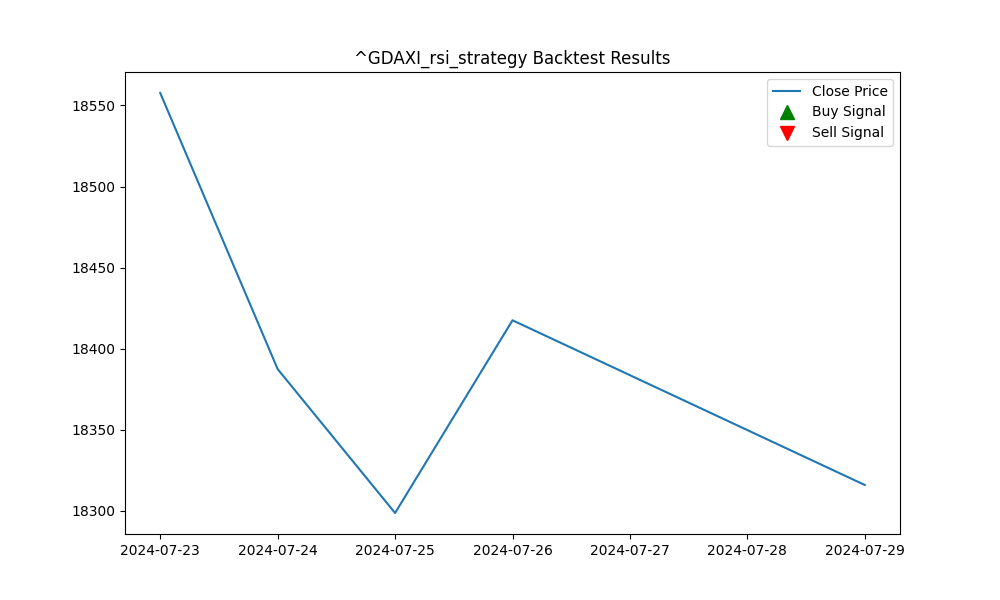 ^GDAXI_rsi_strategy Backtest Results
Close Price
Buy Signal
Sell Signal
18550
18500
18450
18400
18350
18300
2024-07-23 2024-07-24 2024-07-25 2024-07-26 2024-07-27 2024-07-28 2024-07-29